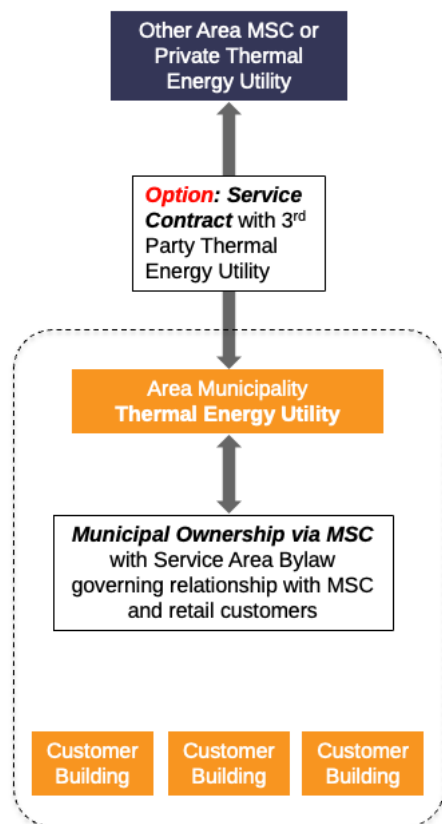 Other Area MSC or
Private Thermal
Energy Utility
Option: Service
Contract with 3rd
Party Thermal
Energy Utility
Area Municipality
Thermal Energy Utility
Municipal Ownership via MSC
with Service Area Bylaw
governing relationship with MSC
and retail customers
Customer
Building
Customer
Building
Customer
Building